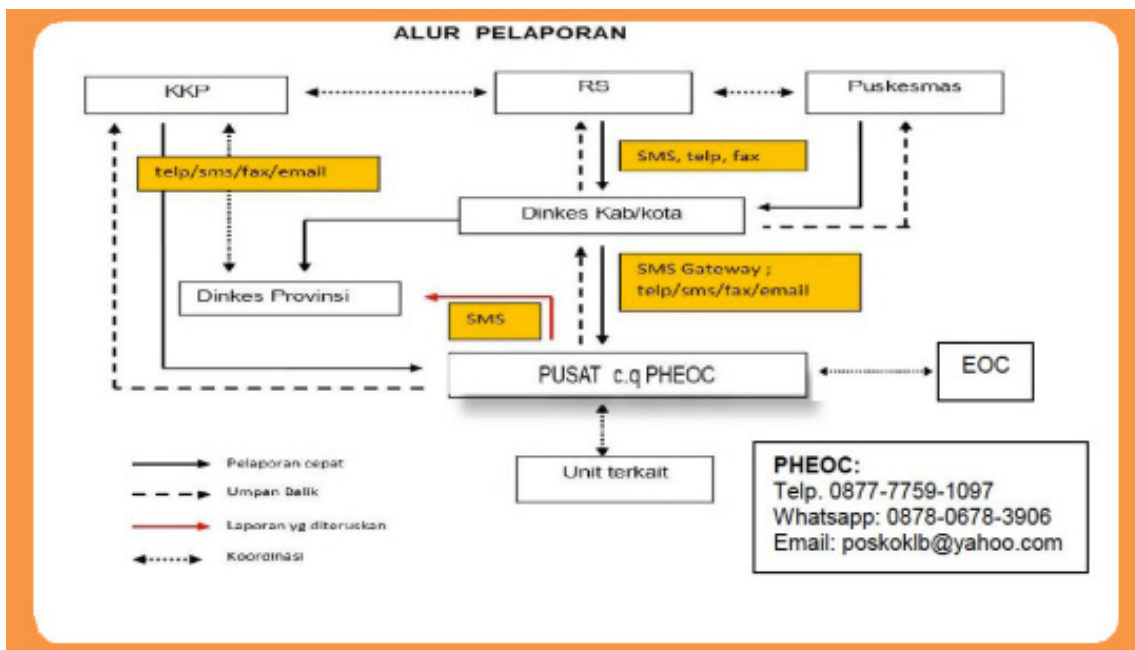 ALUR PELAPORAN
KKP
RS
Puskesmas
telp/sms/fax/email
SMS, telp, fax
Dinkes Kab/kota
SMS Gateway ;
telp/sms/fax/email
Dinkes Provinsi
SMS
PUSAT c.q PHEOC
EOC
Unit terkait
Pelaporan cepat
Umpan Balik
Laporan yg diteruskan
Koordinasi
PHEOC:
Telp. 0877-7759-1097
Whatsapp: 0878-0678-3906
Email: poskoklb@yahoo.com